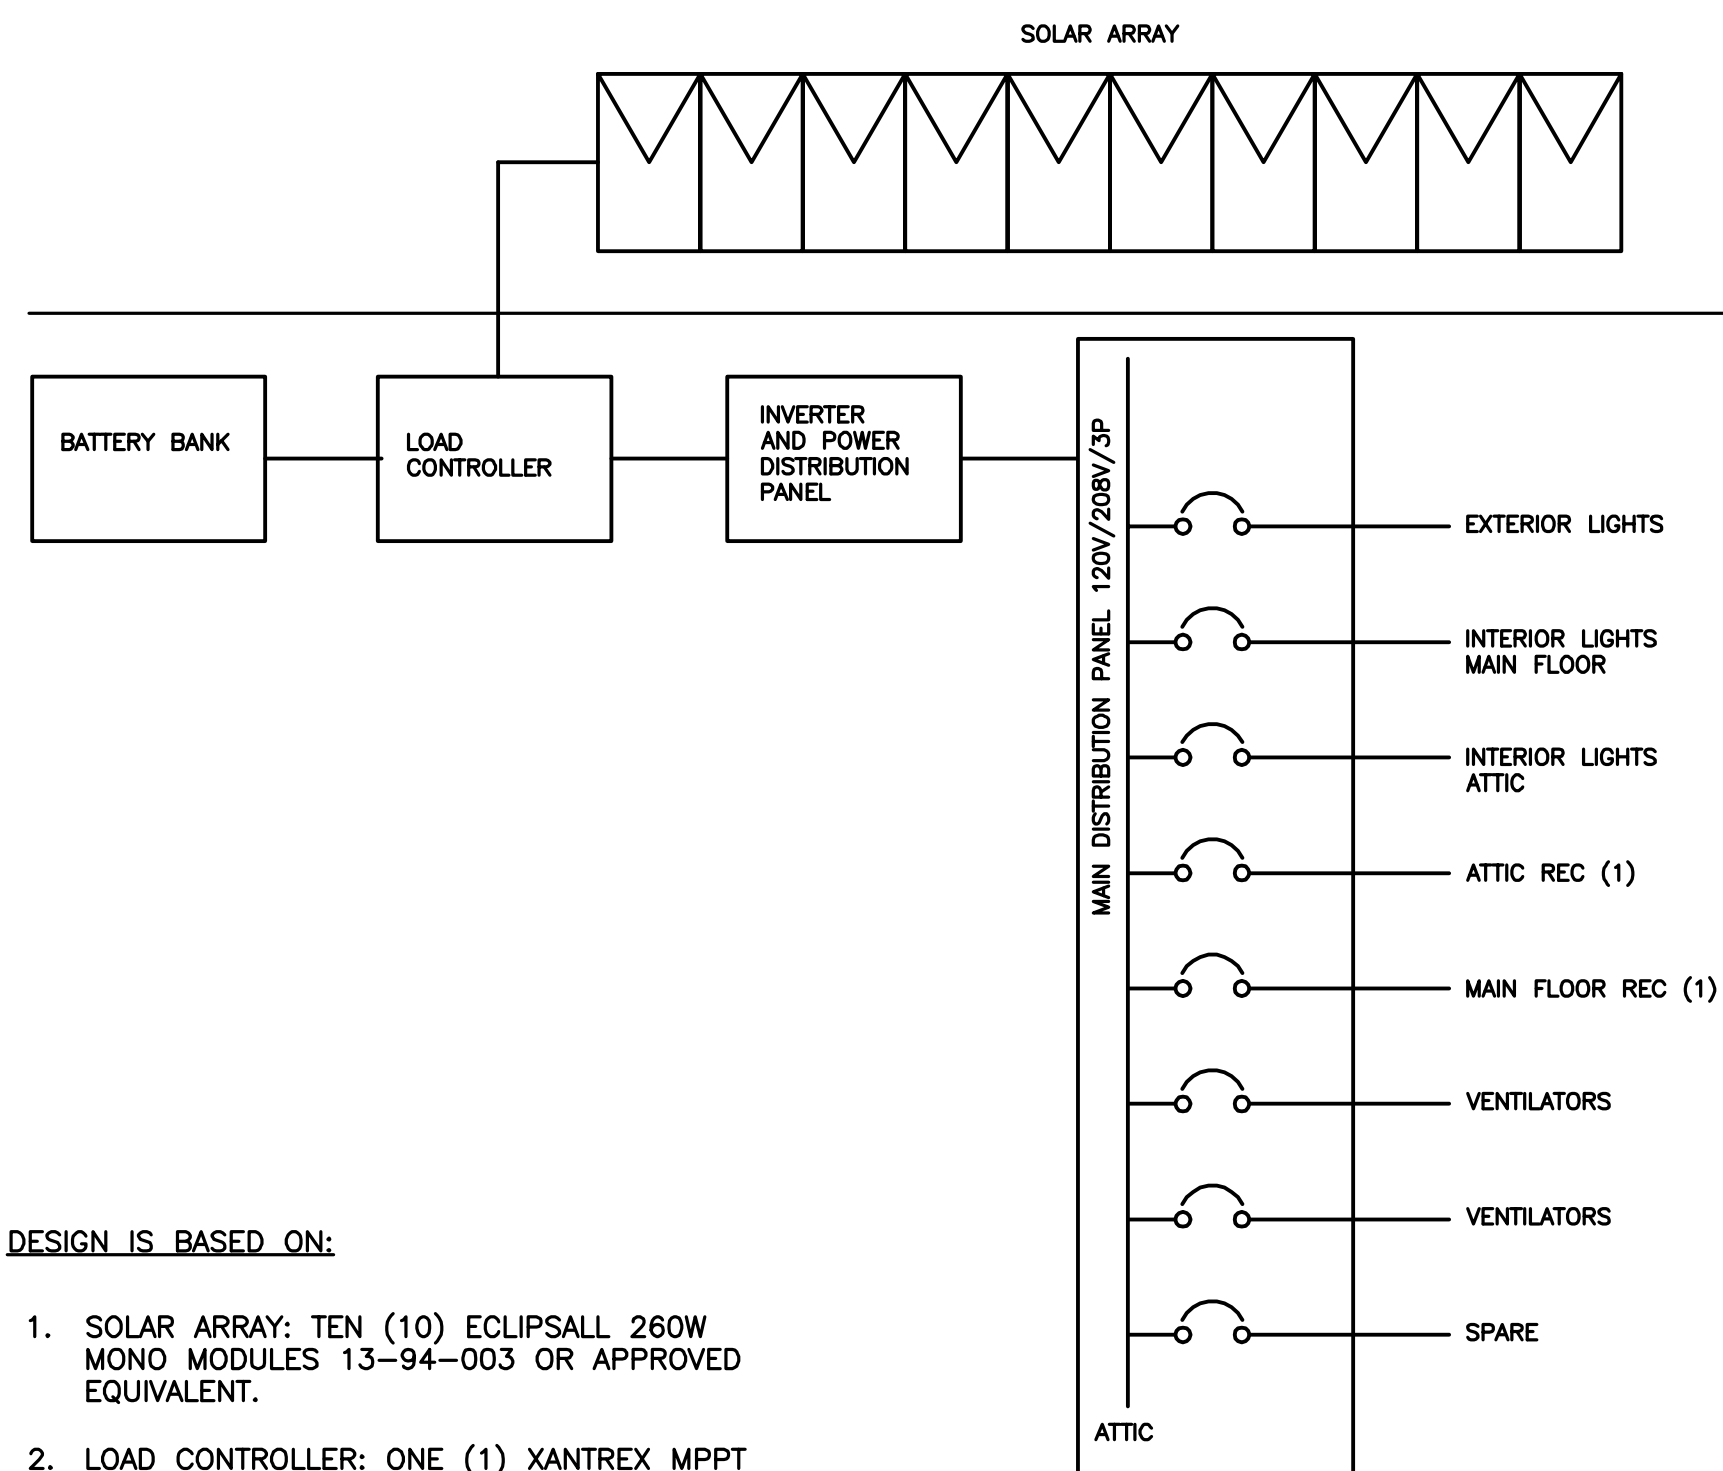 SOLAR ARRAY
BATTERY BANK
LOAD
CONTROLLER
INVERTER
AND POWER
DISTRIBUTION
PANEL
MAIN DISTRIBUTION PANEL 120V/208V/3P
EXTERIOR LIGHTS
INTERIOR LIGHTS
MAIN FLOOR
INTERIOR LIGHTS
ATTIC
ATTIC REC (1)
MAIN FLOOR REC (1)
VENTILATORS
VENTILATORS
SPARE
ATTIC
DESIGN IS BASED ON:
1. SOLAR ARRAY: TEN (10) ECLIPSALL 260W
MONO MODULES 13-94-003 OR APPROVED
EQUIVALENT.
2. LOAD CONTROLLER: ONE (1) XANTREX MPPT